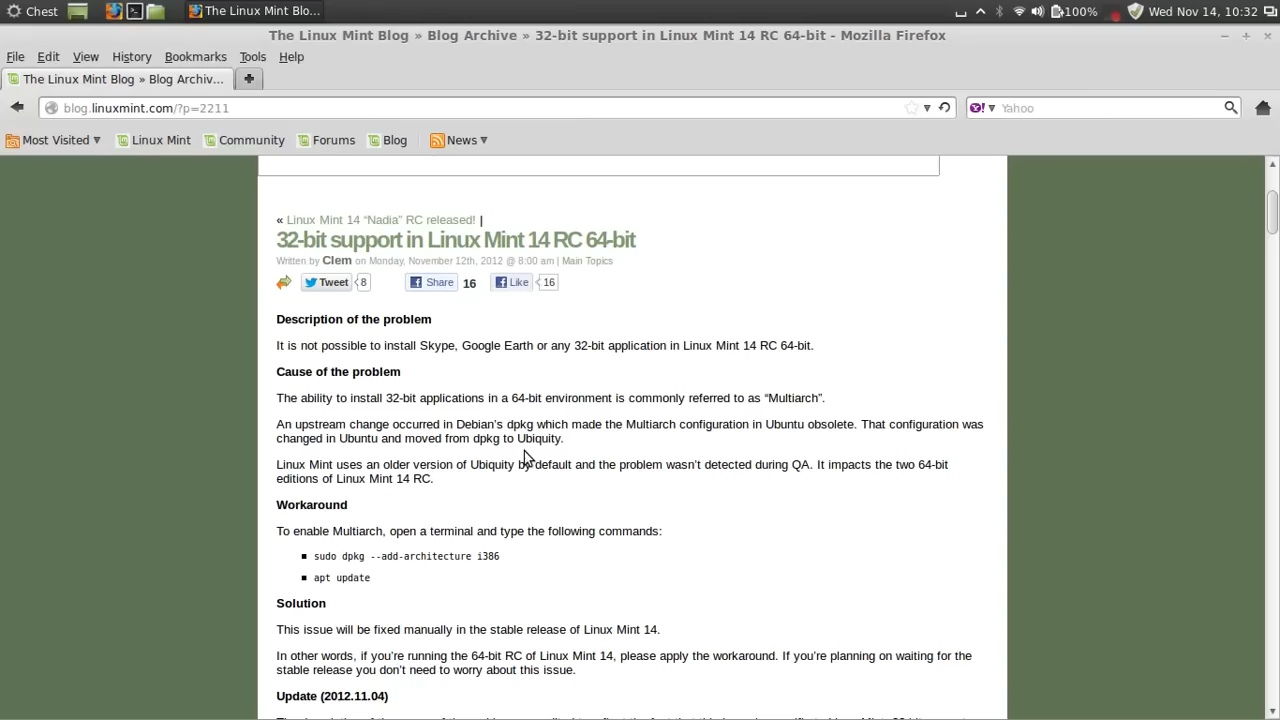 Chest The Linux Mint Blo... 100% Wed Nov 14, 10:32
The Linux Mint Blog » Blog Archive » 32-bit support in Linux Mint 14 RC 64-bit - Mozilla Firefox
File Edit View History Bookmarks Tools Help
The Linux Mint Blog » Blog Archiv...
blog.linuxmint.com/?p=2211 Yahoo
Most Visited Linux Mint Community Forums Blog News
« Linux Mint 14 “Nadia” RC released! |
32-bit support in Linux Mint 14 RC 64-bit
Written by Clem on Monday, November 12th, 2012 @ 8:00 am | Main Topics
Tweet 8 Share 16 Like 16
Description of the problem
It is not possible to install Skype, Google Earth or any 32-bit application in Linux Mint 14 RC 64-bit.
Cause of the problem
The ability to install 32-bit applications in a 64-bit environment is commonly referred to as “Multiarch”.
An upstream change occurred in Debian’s dpkg which made the Multiarch configuration in Ubuntu obsolete. That configuration was
changed in Ubuntu and moved from dpkg to Ubiquity.
Linux Mint uses an older version of Ubiquity by default and the problem wasn’t detected during QA. It impacts the two 64-bit
editions of Linux Mint 14 RC.
Workaround
To enable Multiarch, open a terminal and type the following commands:
sudo dpkg --add-architecture i386
apt update
Solution
This issue will be fixed manually in the stable release of Linux Mint 14.
In other words, if you’re running the 64-bit RC of Linux Mint 14, please apply the workaround. If you’re planning on waiting for the
stable release you don’t need to worry about this issue.
Update (2012.11.04)